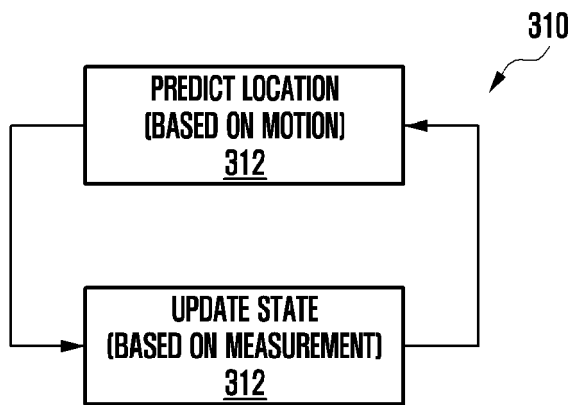 310
PREDICT LOCATION
(BASED ON MOTION)
312
UPDATE STATE
(BASED ON MEASUREMENT)
312